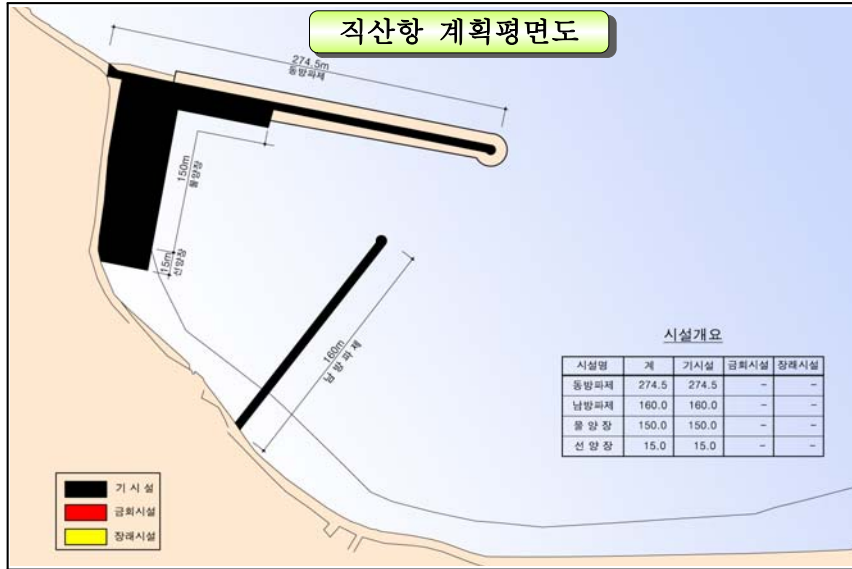 직산항 계획평면도
274.5m
동방파제
150m
물양장
15m
선양장
160m
남 방 파 제
시설개요
시설명 계 기시설 금회시설 장래시설
동방파제 274.5 274.5 - -
남방파제 160.0 160.0 - -
물 양 장 150.0 150.0 - -
선 양 장 15.0 15.0 - -
기 시 설
금회시설
장래시설